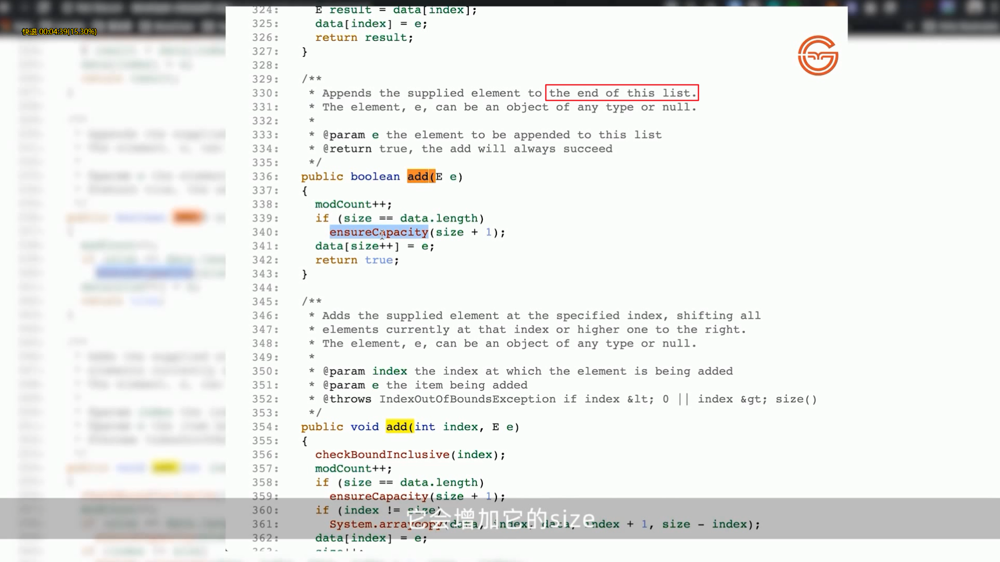 快退 00:04:39(15.30%)
324: E result = data[index];
325: data[index] = e;
326: return result;
327: }
328:
329: /**
330: * Appends the supplied element to the end of this list.
331: * The element, e, can be an object of any type or null.
332: *
333: * @param e the element to be appended to this list
334: * @return true, the add will always succeed
335: */
336: public boolean add(E e)
337: {
338: modCount++;
339: if (size == data.length)
340: ensureCapacity(size + 1);
341: data[size++] = e;
342: return true;
343: }
344:
345: /**
346: * Adds the supplied element at the specified index, shifting all
347: * elements currently at that index or higher one to the right.
348: * The element, e, can be an object of any type or null.
349: *
350: * @param index the index at which the element is being added
351: * @param e the item being added
352: * @throws IndexOutOfBoundsException if index &lt; 0 || index &gt; size()
353: */
354: public void add(int index, E e)
355: {
356: checkBoundInclusive(index);
357: modCount++;
358: if (size == data.length)
359: ensureCapacity(size + 1);
360: if (index != size)
361: System.arraycopy(data, index, data, index + 1, size - index);
它会增加它的size
362: data[index] = e;